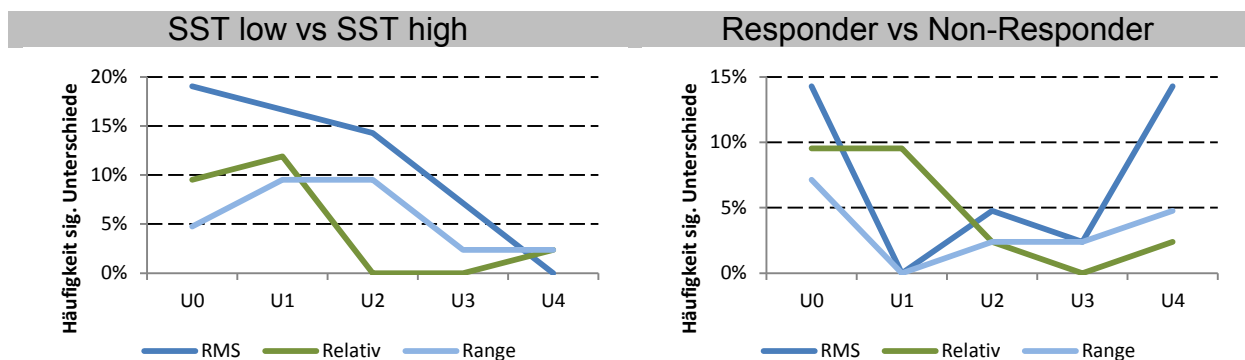 SST low vs SST high
Häufigkeit sig. Unterschiede
20%
15%
10%
5%
0%
U0 U1 U2 U3 U4
RMS Relativ Range
Responder vs Non-Responder
Häufigkeit sig. Unterschiede
15%
10%
5%
0%
U0 U1 U2 U3 U4
RMS Relativ Range